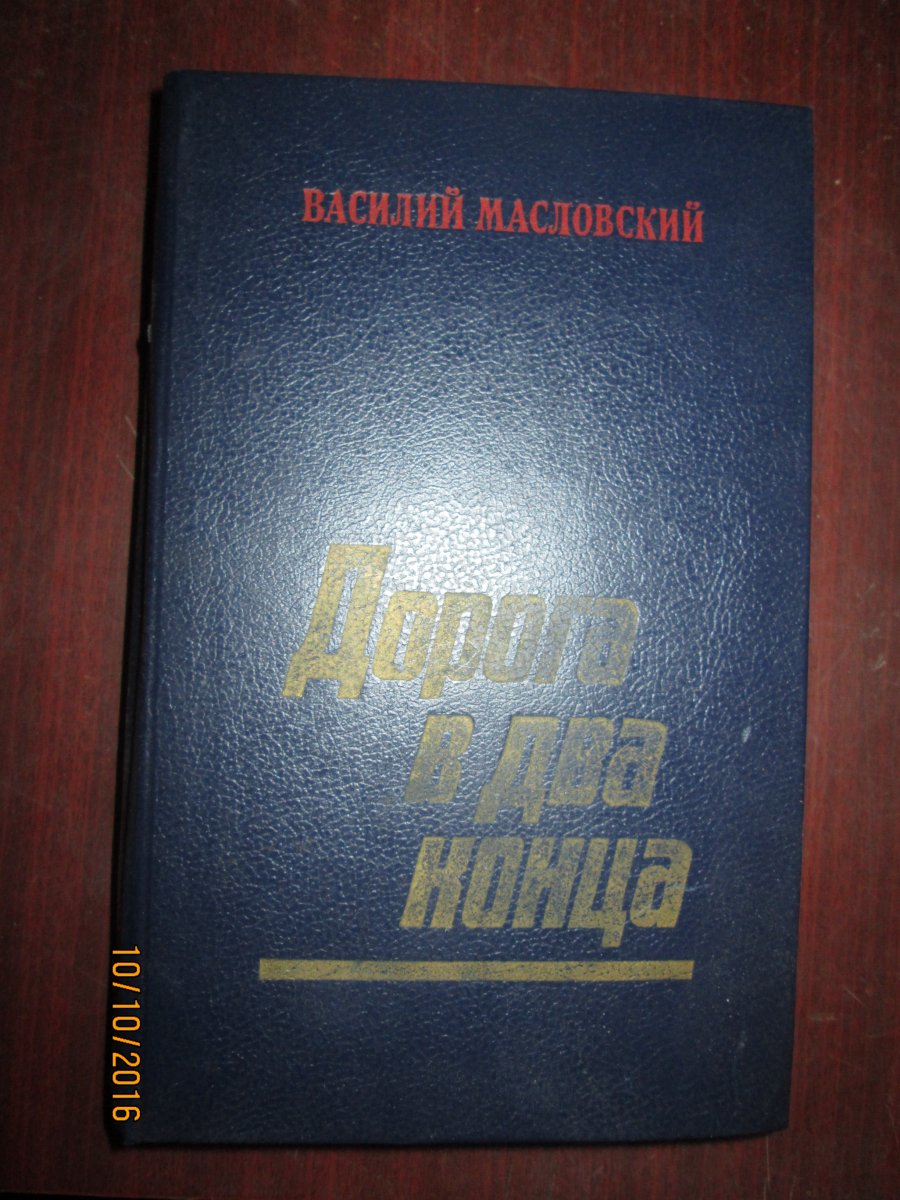 ВАСИЛИЙ МАСЛОВСКИЙ
Дорога
в два
конца
10/10/2016